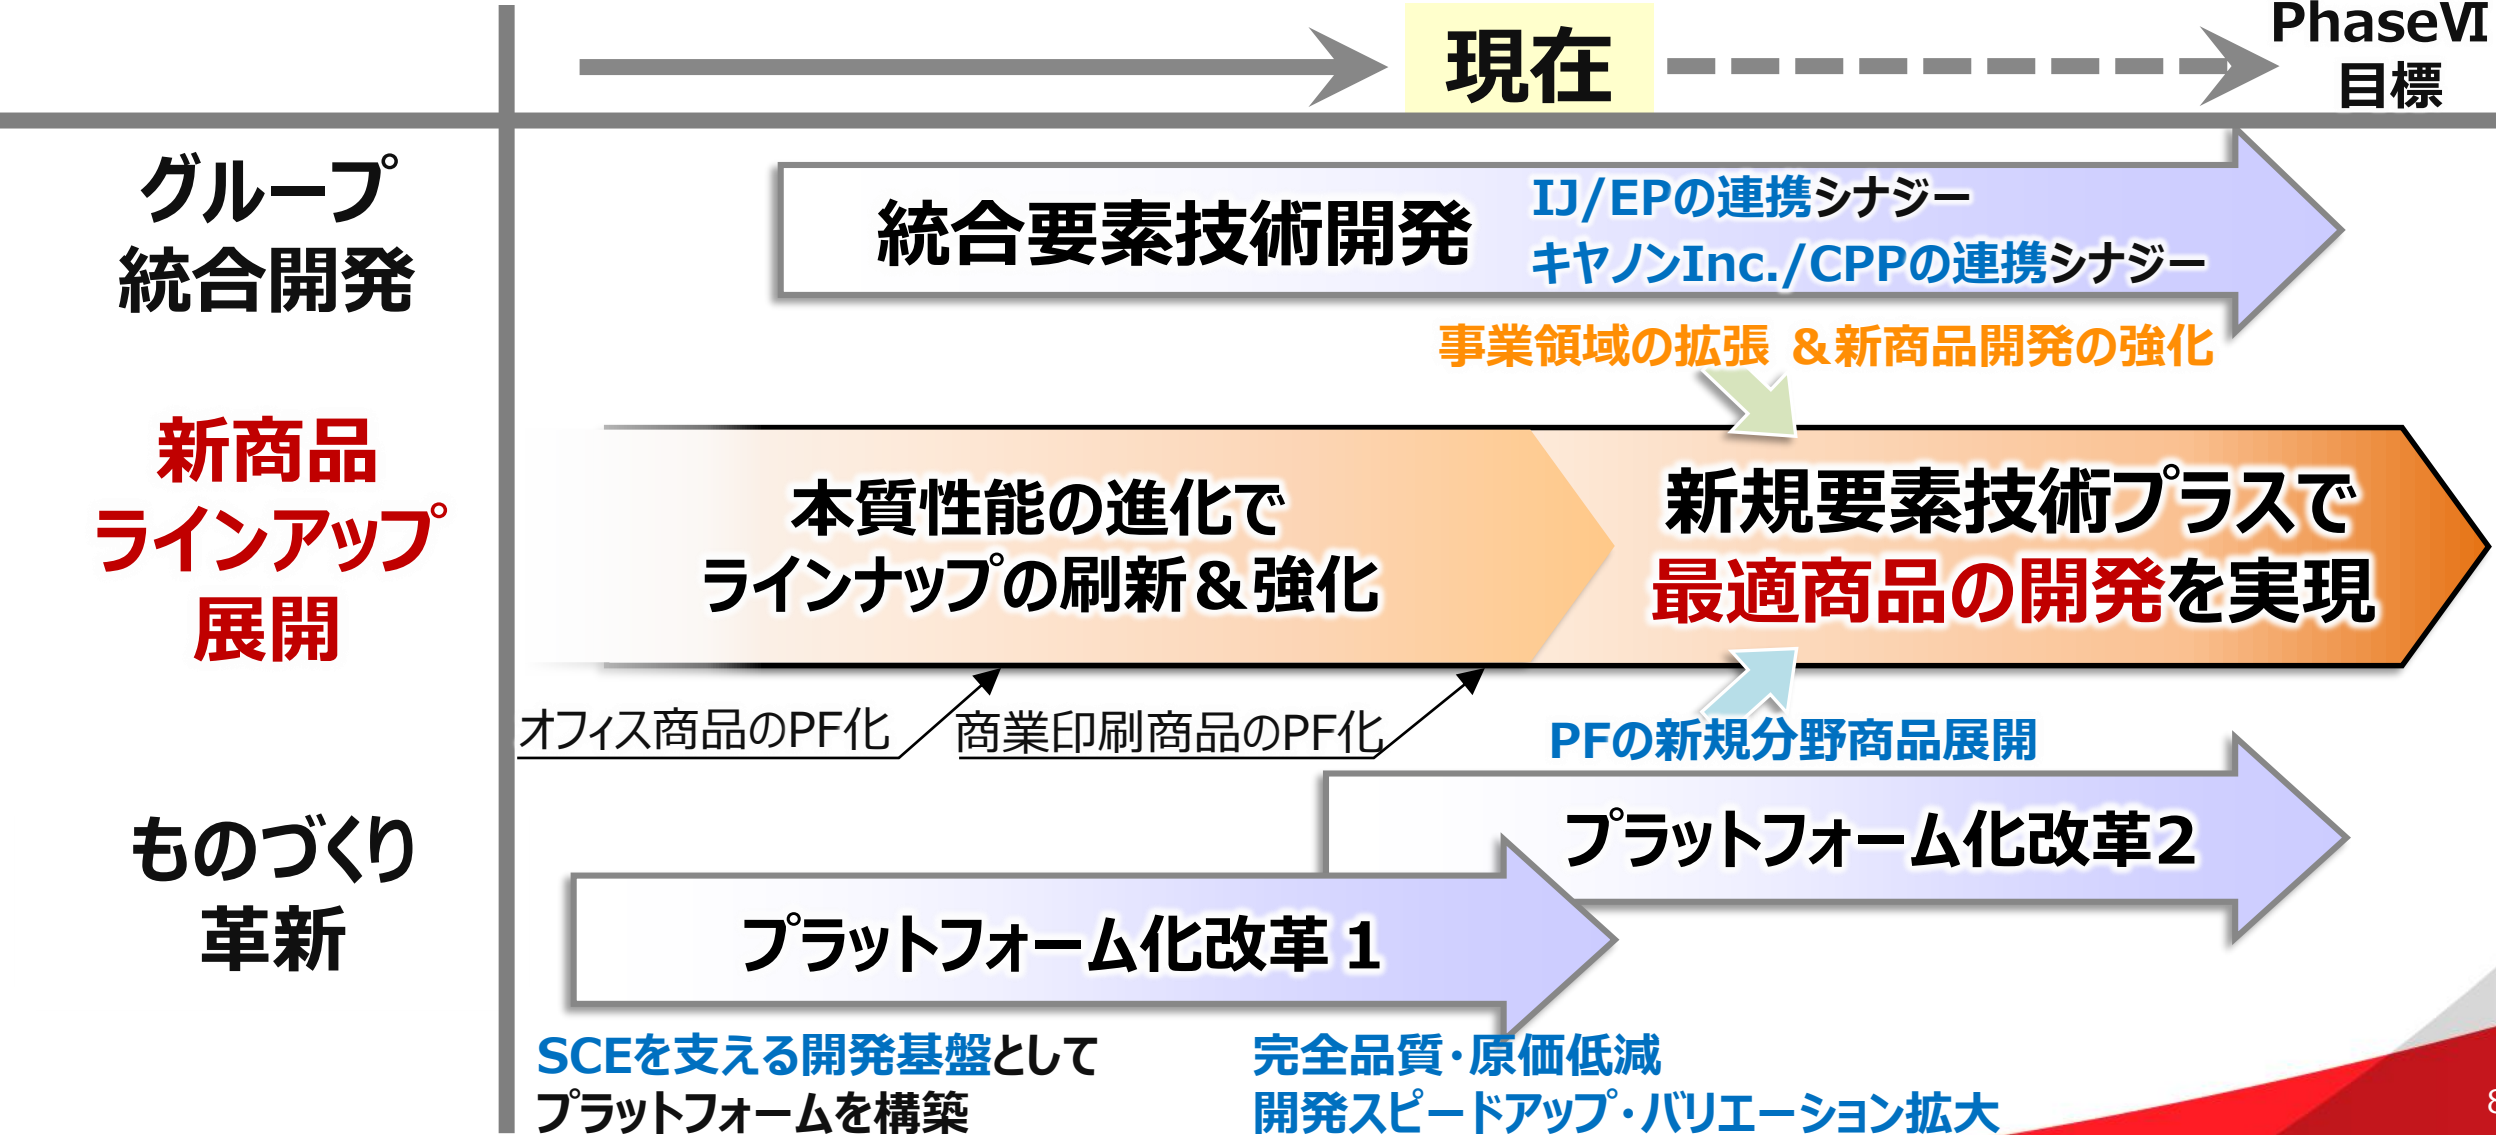 現在
PhaseⅥ
目標
グループ
統合開発
統合要素技術開発
IJ/EPの連携シナジー
キヤノンInc./CPPの連携シナジー
事業領域の拡張 &新商品開発の強化
新商品
ラインアップ
展開
本質性能の進化で
ラインナップの刷新&強化
新規要素技術プラスで
最適商品の開発を実現
オフィス商品のPF化
商業印刷商品のPF化
PFの新規分野商品展開
ものづくり
革新
プラットフォーム化改革2
プラットフォーム化改革1
SCEを支える開発基盤として
プラットフォームを構築
完全品質・原価低減
開発スピードアップ・バリエーション拡大
8